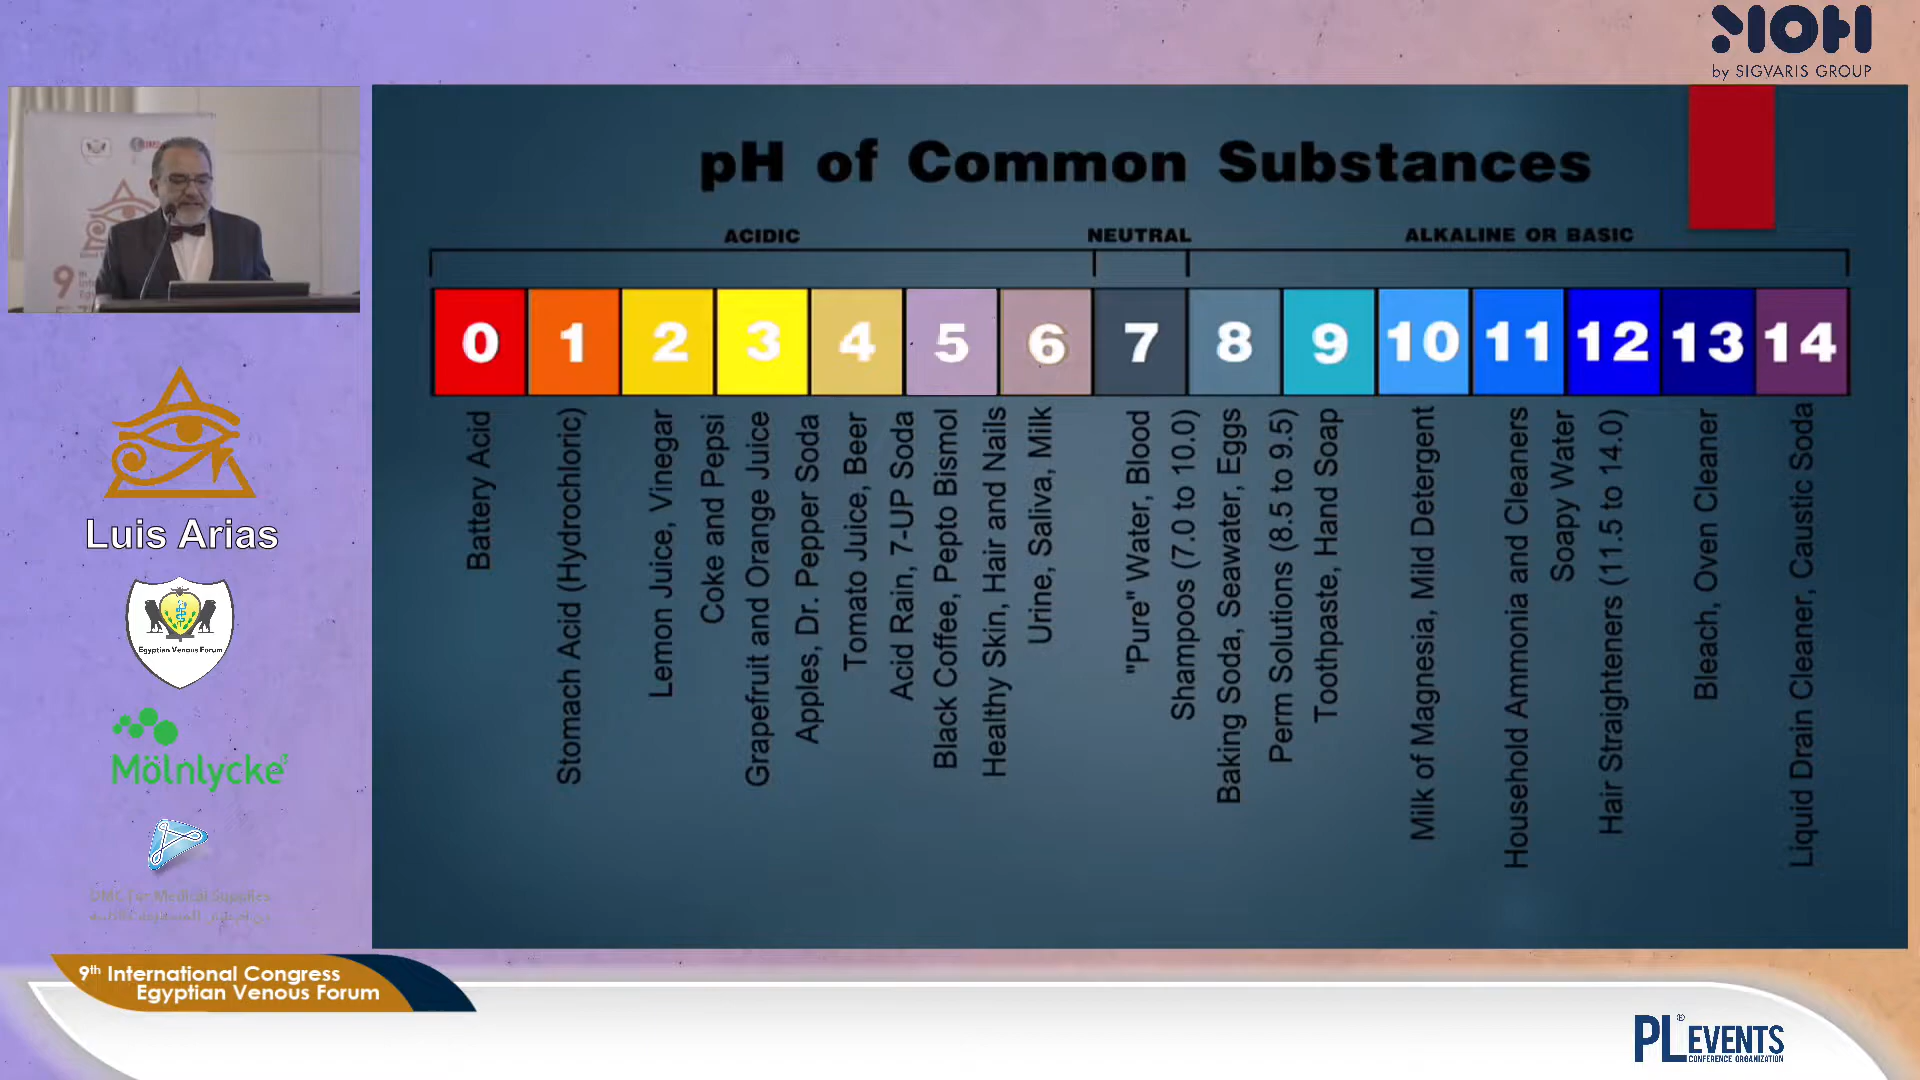 HOH
by SIGVARIS GROUP
pH of Common Substances
ACIDIC
NEUTRAL
ALKALINE OR BASIC
0 1 2 3 4 5 6 7 8 9 10 11 12 13 14
Battery Acid
Stomach Acid (Hydrochloric)
Lemon Juice, Vinegar
Coke and Pepsi
Grapefruit and Orange Juice
Apples, Dr. Pepper Soda
Tomato Juice, Beer
Acid Rain, 7-UP Soda
Black Coffee, Pepto Bismol
Healthy Skin, Hair and Nails
Urine, Saliva, Milk
"Pure" Water, Blood
Shampoos (7.0 to 10.0)
Baking Soda, Seawater, Eggs
Perm Solutions (8.5 to 9.5)
Toothpaste, Hand Soap
Milk of Magnesia, Mild Detergent
Household Ammonia and Cleaners
Soapy Water
Hair Straighteners (11.5 to 14.0)
Bleach, Oven Cleaner
Liquid Drain Cleaner, Caustic Soda
9
Luis Arias
Egyptian Venous Forum
Mölnlycke
For Medical Supplies
9th International Congress
Egyptian Venous Forum
PL® EVENTS
CONFERENCE ORGANIZATION